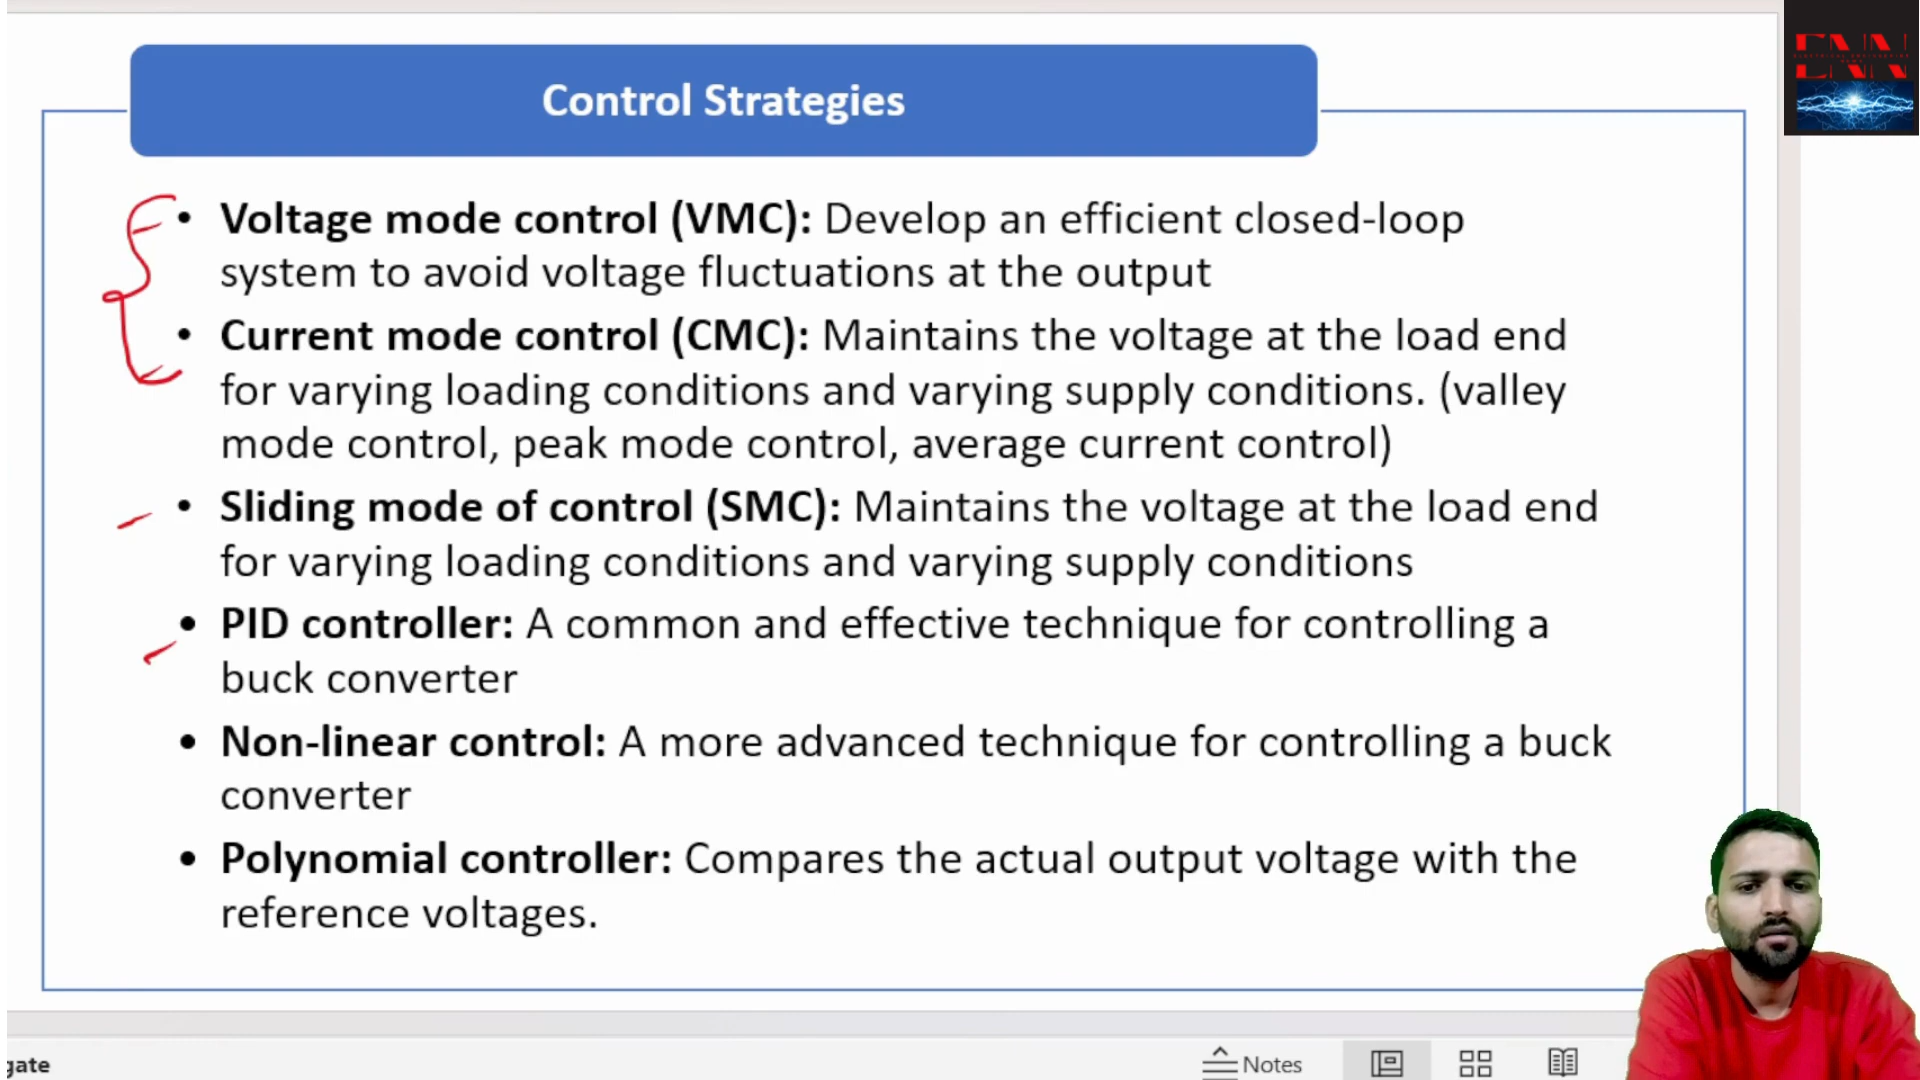 Control Strategies
• Voltage mode control (VMC): Develop an efficient closed-loop
system to avoid voltage fluctuations at the output
• Current mode control (CMC): Maintains the voltage at the load end
for varying loading conditions and varying supply conditions. (valley
mode control, peak mode control, average current control)
• Sliding mode of control (SMC): Maintains the voltage at the load end
for varying loading conditions and varying supply conditions
• PID controller: A common and effective technique for controlling a
buck converter
• Non-linear control: A more advanced technique for controlling a buck
converter
• Polynomial controller: Compares the actual output voltage with the
reference voltages.
gate
Notes